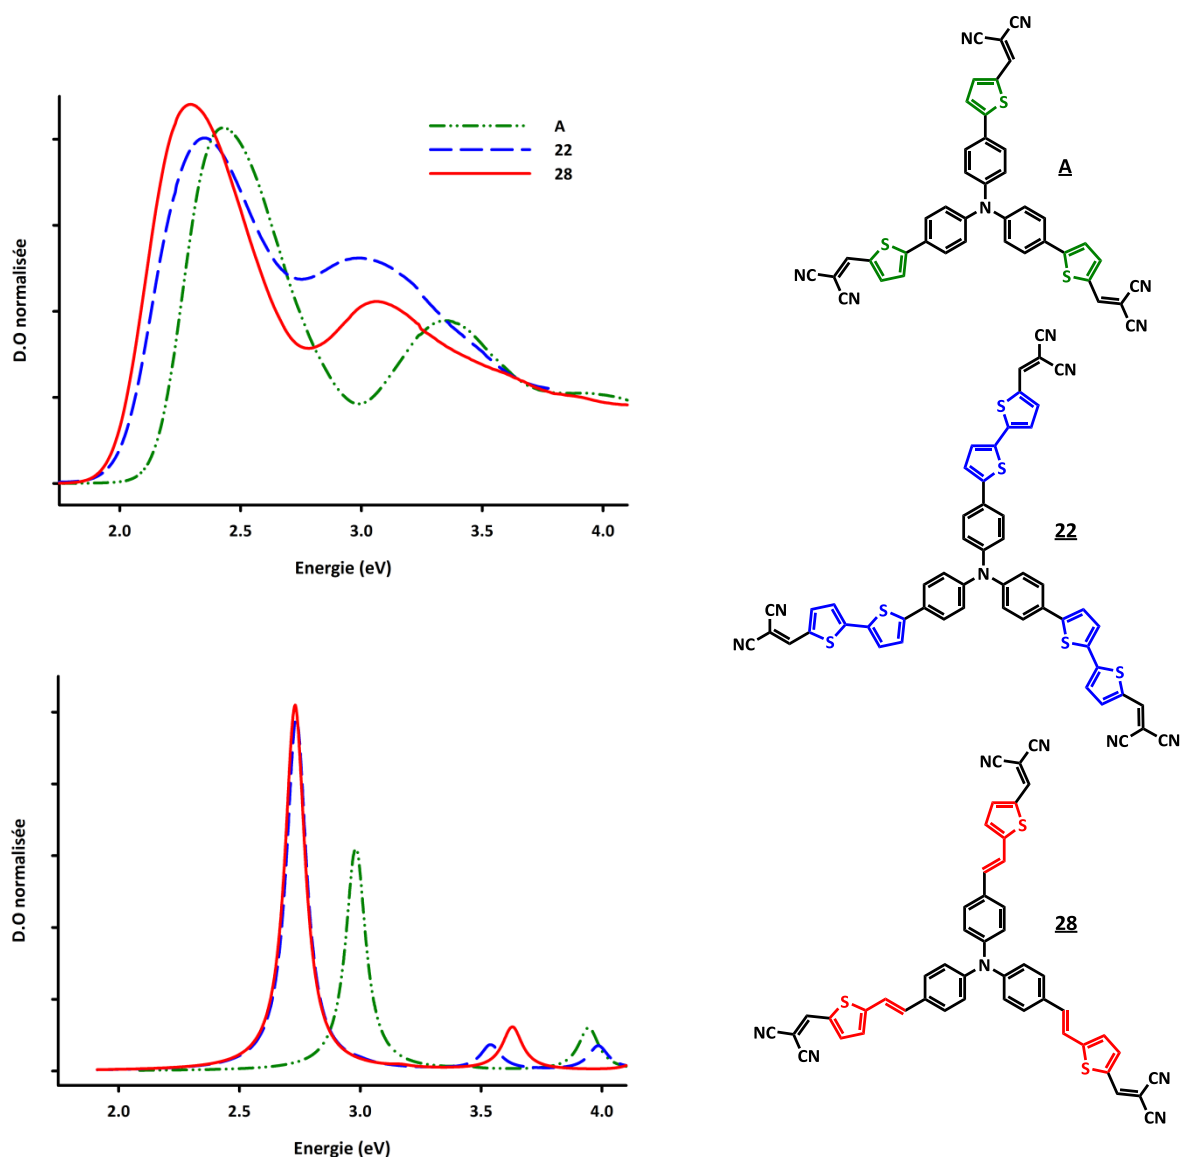 D.O normalisée
A
22
28
2.0 2.5 3.0 3.5 4.0
Energie (eV)
D.O normalisée
2.0 2.5 3.0 3.5 4.0
Energie (eV)
CN
NC
S
A
N
S
S
NC
CN
CN
CN
CN
CN
S
S
22
N
CN
NC
S
S
S
S
NC
CN
CN
NC
S
28
N
S
S
NC
CN
CN
CN